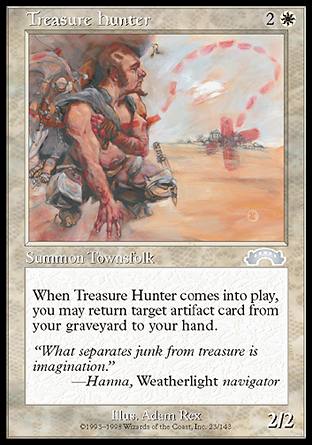 Treasure Hunter 2
Summon Townsfolk
When Treasure Hunter comes into play,
you may return target artifact card from
your graveyard to your hand.
"What separates junk from treasure is
imagination."
—Hanna, Weatherlight navigator
Illus. Adam Rex
©1993-1998 Wizards of the Coast, Inc. 23/143
2/2